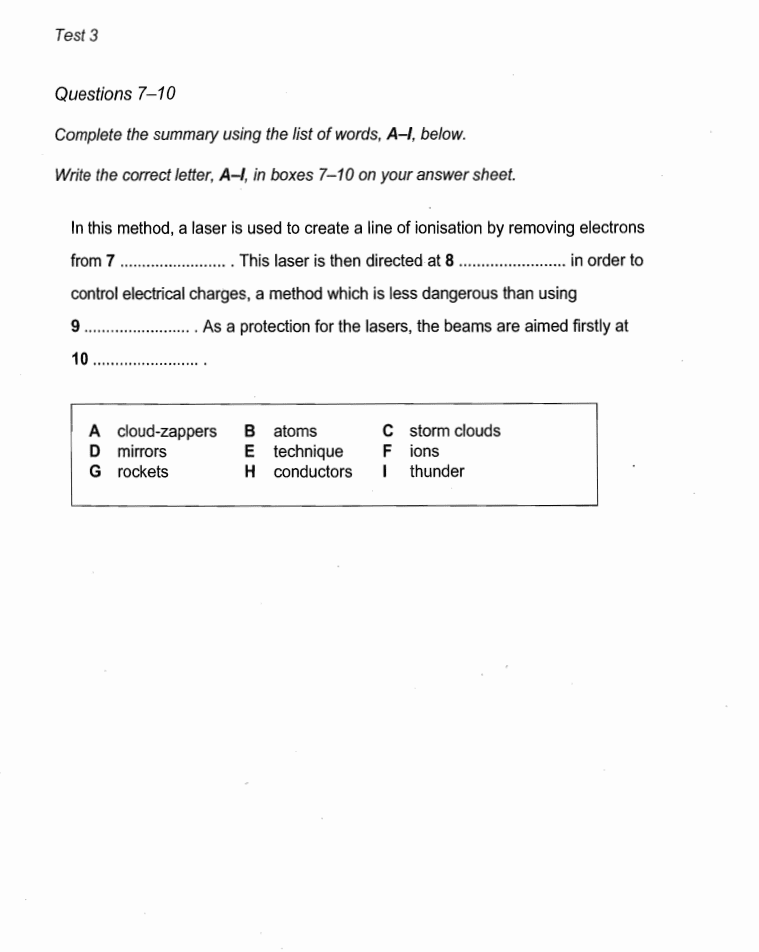 Test 3
Questions 7–10
Complete the summary using the list of words, A–I, below.
Write the correct letter, A–I, in boxes 7–10 on your answer sheet.
In this method, a laser is used to create a line of ionisation by removing electrons
from 7 ........................ . This laser is then directed at 8 ........................ in order to
control electrical charges, a method which is less dangerous than using
9 ........................ . As a protection for the lasers, the beams are aimed firstly at
10 ........................ .
A cloud-zappers B atoms C storm clouds
D mirrors E technique F ions
G rockets H conductors I thunder